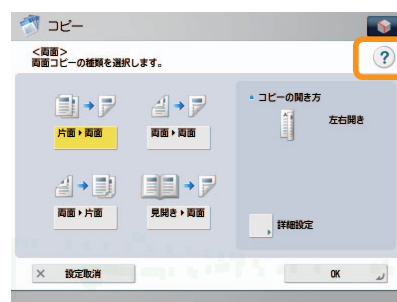 コピー
<両面>
両面コピーの種類を選択します。
?
コピーの開き方
左右開き
片面▶両面
両面▶両面
両面▶片面
見開き▶両面
詳細設定
× 設定取消
OK